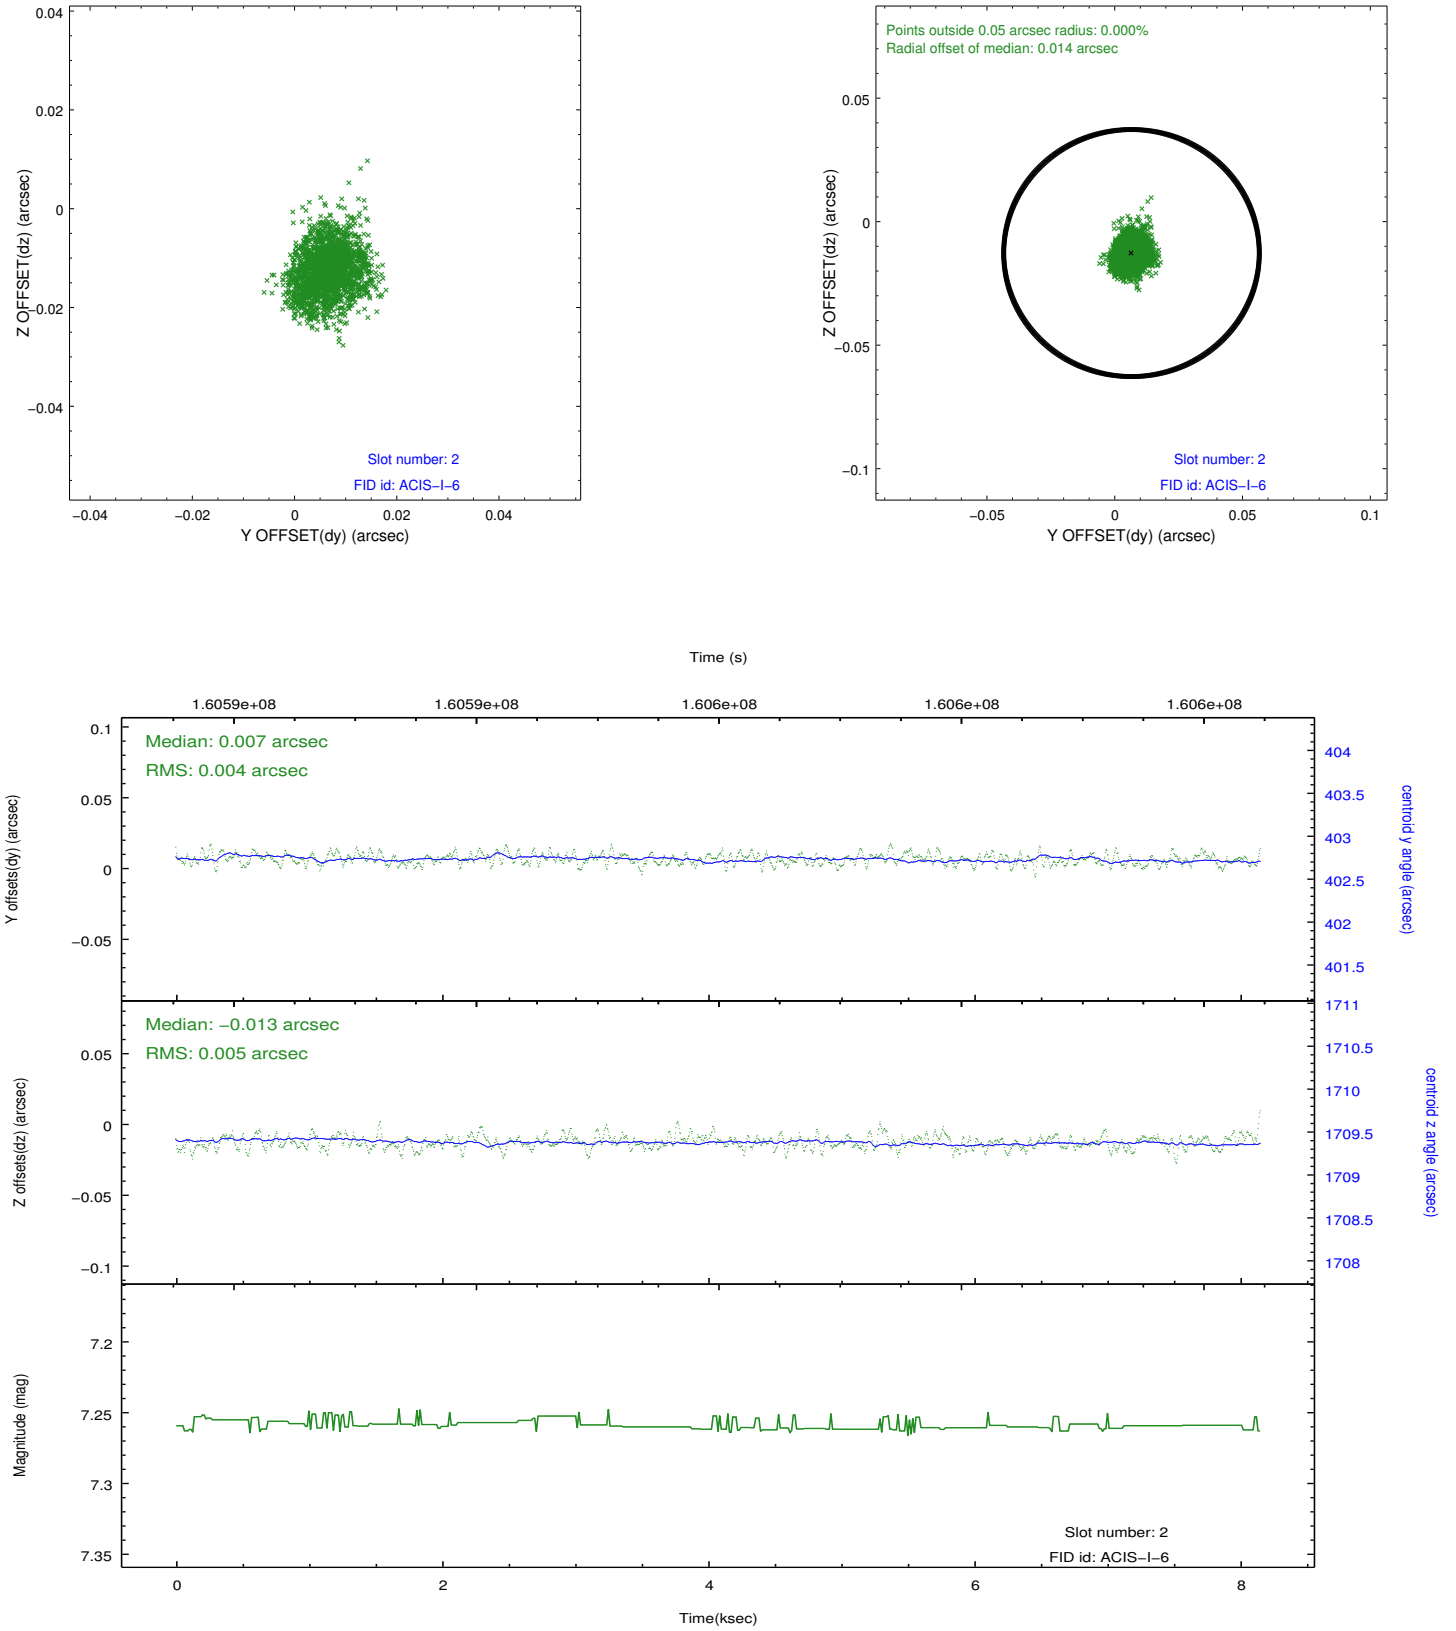 0.04
0.02
0
−0.02
−0.04
Z OFFSET(dz) (arcsec)
Slot number: 2
FID id: ACIS−I−6
−0.04 −0.02 0 0.02 0.04
Y OFFSET(dy) (arcsec)
Points outside 0.05 arcsec radius: 0.000%
Radial offset of median: 0.014 arcsec
0.05
0
−0.05
−0.1
Z OFFSET(dz) (arcsec)
Slot number: 2
FID id: ACIS−I−6
−0.05 0 0.05 0.1
Y OFFSET(dy) (arcsec)
Time (s)
1.6059e+08 1.6059e+08 1.606e+08 1.606e+08 1.606e+08
Median: 0.007 arcsec
RMS: 0.004 arcsec
0.1
0.05
0
−0.05
Y offsets(dy) (arcsec)
404
403.5
403
402.5
402
401.5
centroid y angle (arcsec)
Median: −0.013 arcsec
RMS: 0.005 arcsec
0.05
0
−0.05
−0.1
Z offsets(dz) (arcsec)
1711
1710.5
1710
1709.5
1709
1708.5
1708
centroid z angle (arcsec)
7.2
7.25
7.3
7.35
Magnitude (mag)
Slot number: 2
FID id: ACIS−I−6
0 2 4 6 8
Time(ksec)